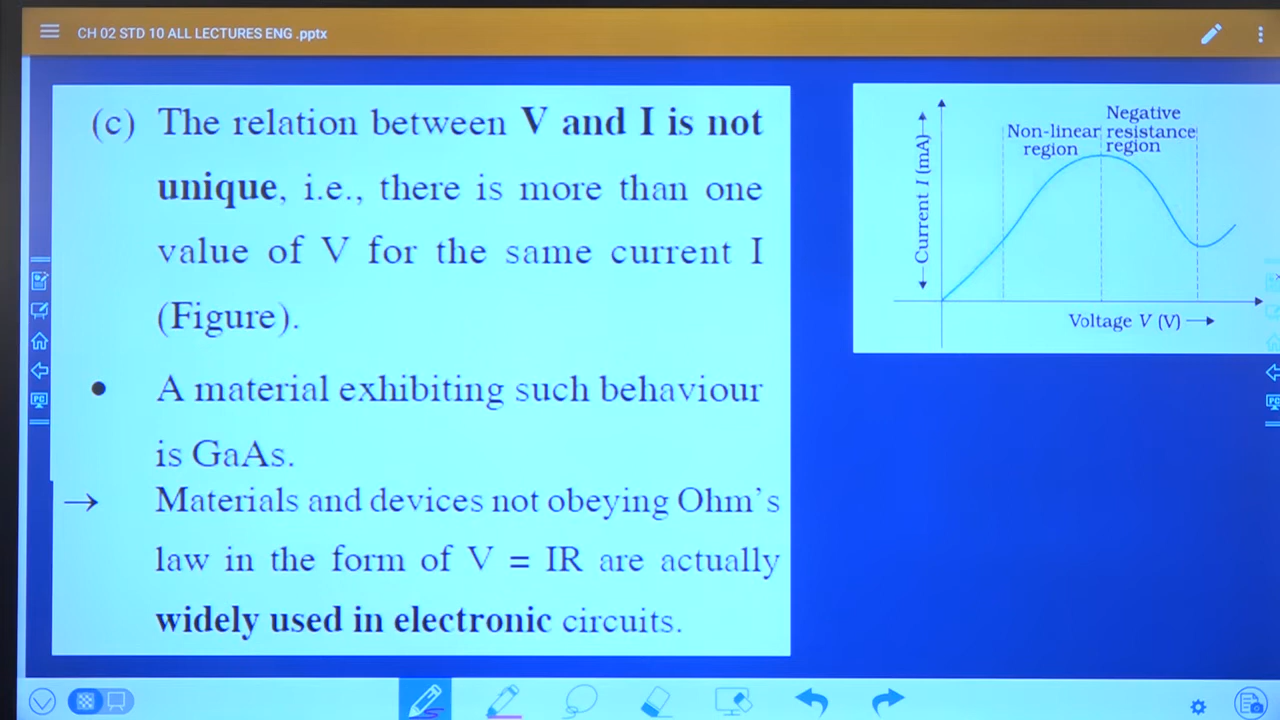 CH 02 STD 10 ALL LECTURES ENG .pptx
(c) The relation between V and I is not
unique, i.e., there is more than one
value of V for the same current I
(Figure).
• A material exhibiting such behaviour
is GaAs.
→ Materials and devices not obeying Ohm's
law in the form of V = IR are actually
widely used in electronic circuits.
Negative
Non-linear resistance
region region
Current I (mA)
Voltage V (V)
PC
PC